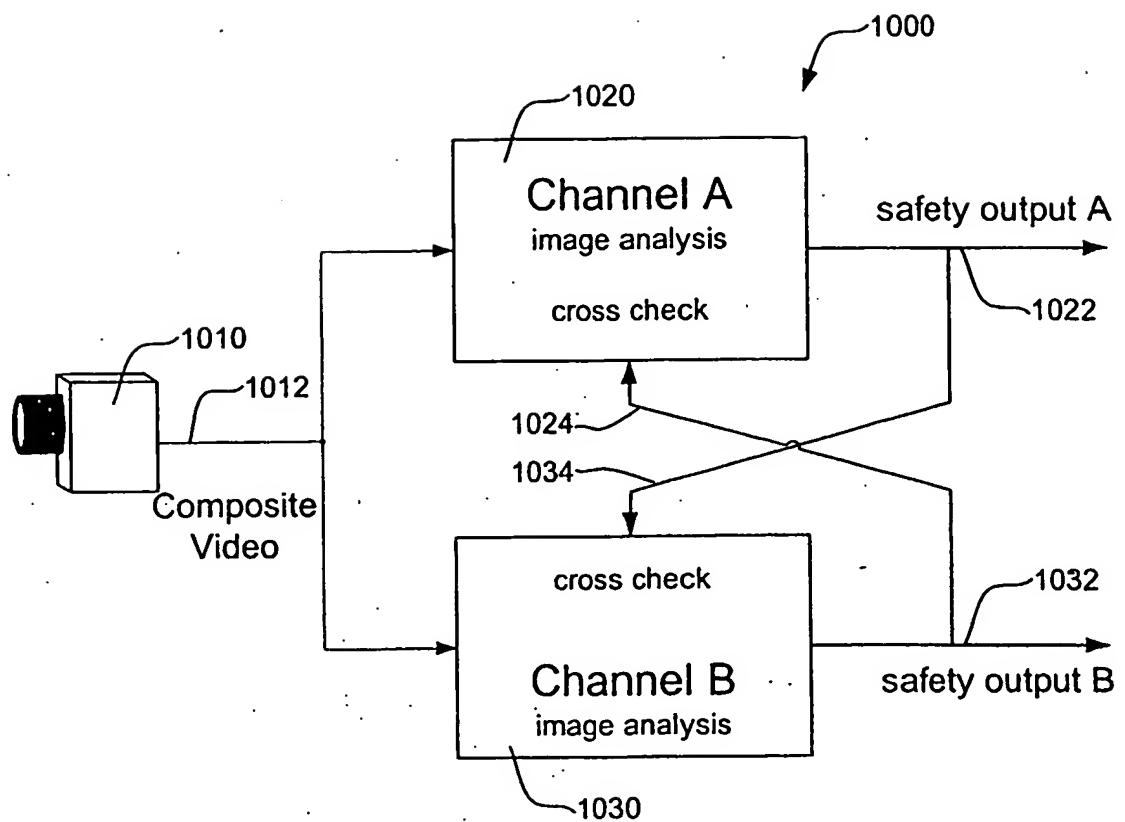 1000
1020
Channel A
image analysis
cross check
safety output A
1022
1010
1012
Composite
Video
1024
1034
cross check
Channel B
image analysis
1032
safety output B
1030